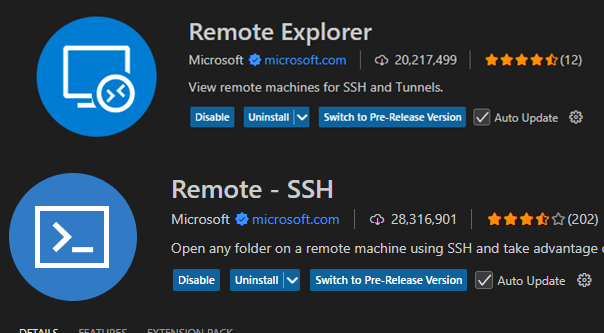 Remote Explorer
Microsoft microsoft.com 20,217,499 (12)
View remote machines for SSH and Tunnels.
Disable Uninstall Switch to Pre-Release Version Auto Update
Remote - SSH
Microsoft microsoft.com 28,316,901 (202)
Open any folder on a remote machine using SSH and take advantage
Disable Uninstall Switch to Pre-Release Version Auto Update
DETAILS FEATURES EXTENSION PACK